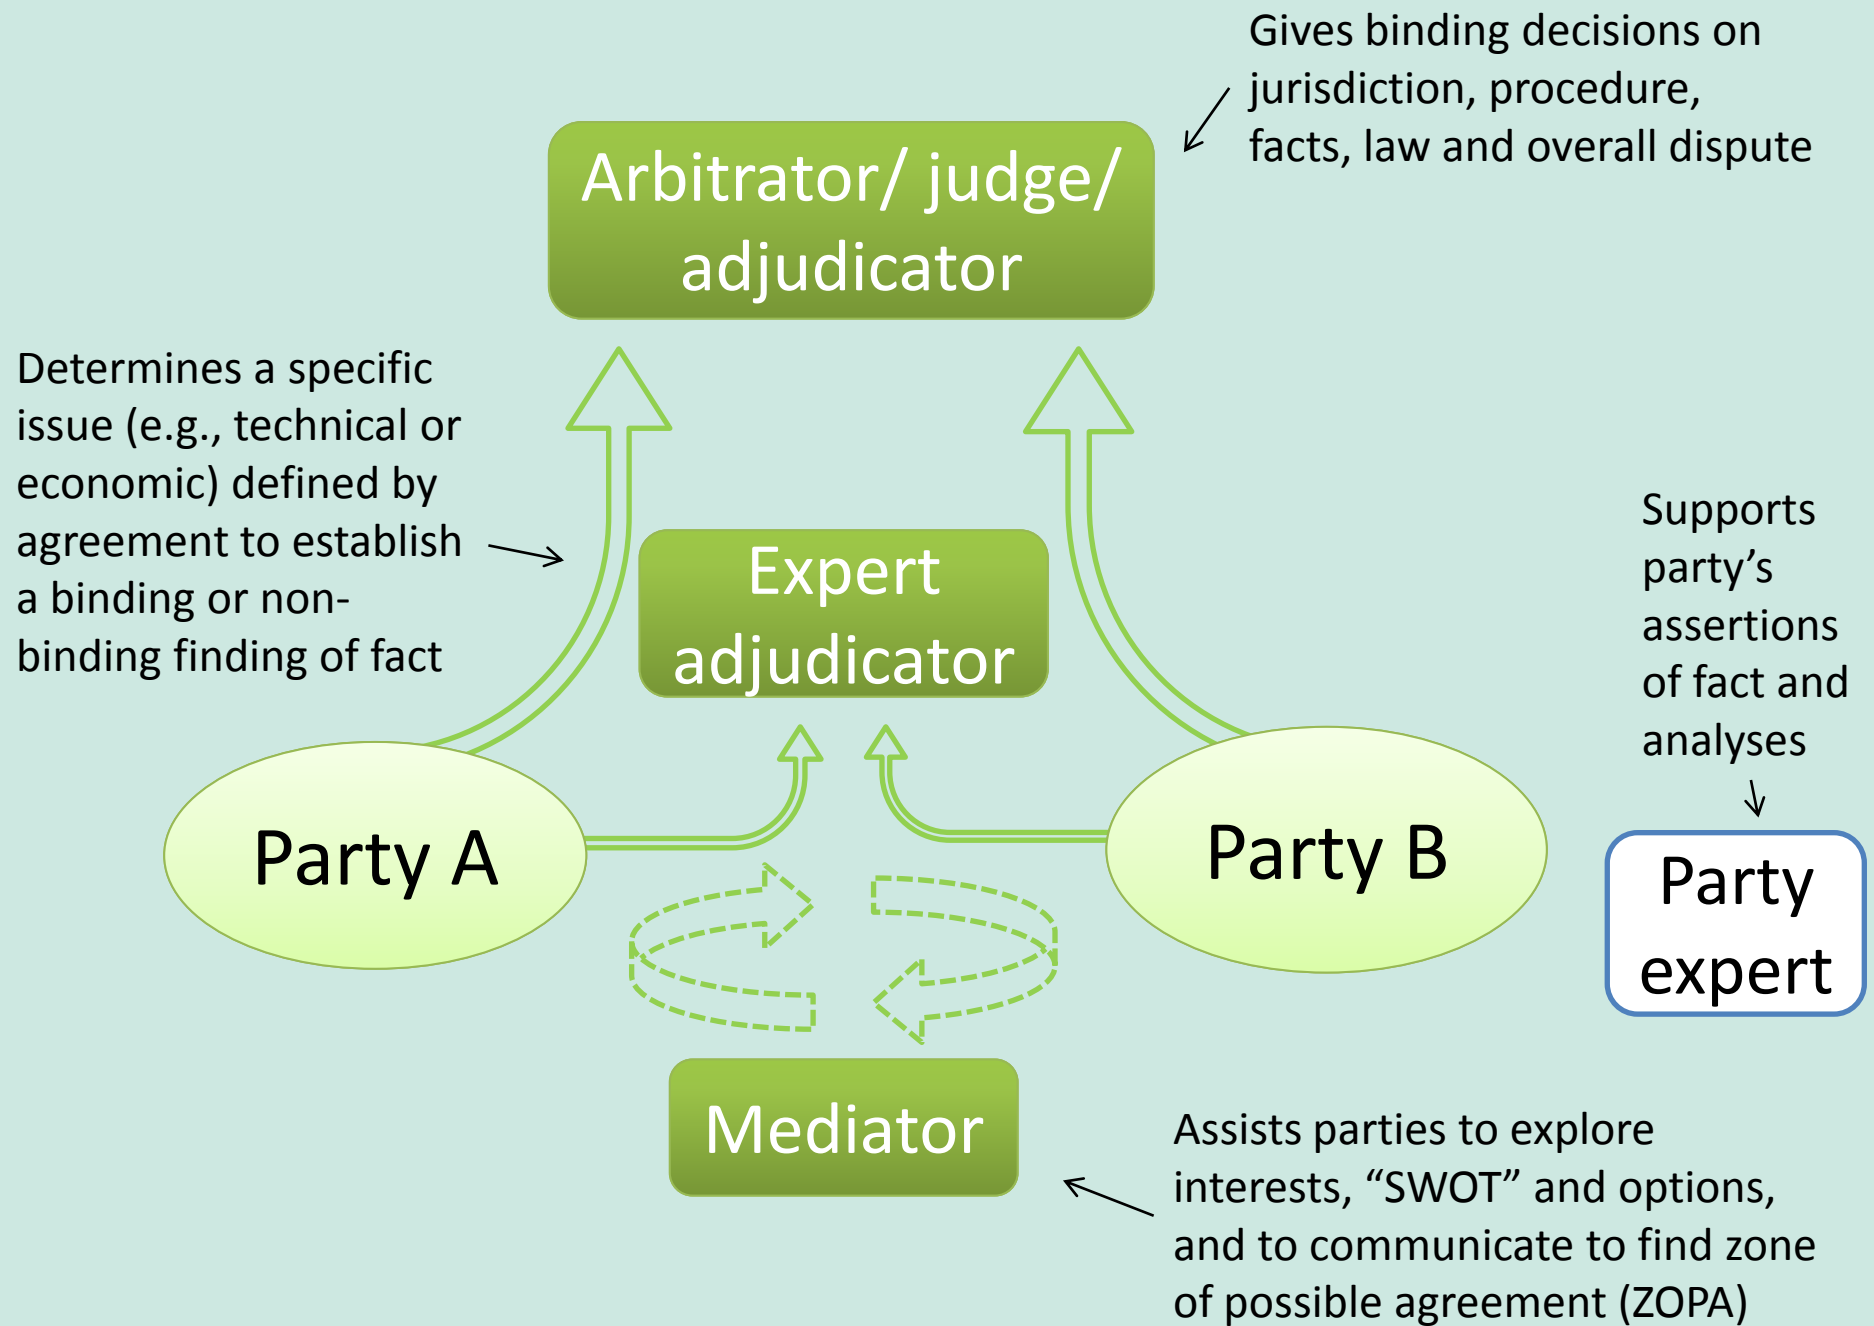 Gives binding decisions on
jurisdiction, procedure,
facts, law and overall dispute
Arbitrator/ judge/
adjudicator
Determines a specific
issue (e.g., technical or
economic) defined by
agreement to establish
a binding or non-
binding finding of fact
Expert
adjudicator
Supports
party’s
assertions
of fact and
analyses
Party A
Party B
Party
expert
Mediator
Assists parties to explore
interests, “SWOT” and options,
and to communicate to find zone
of possible agreement (ZOPA)